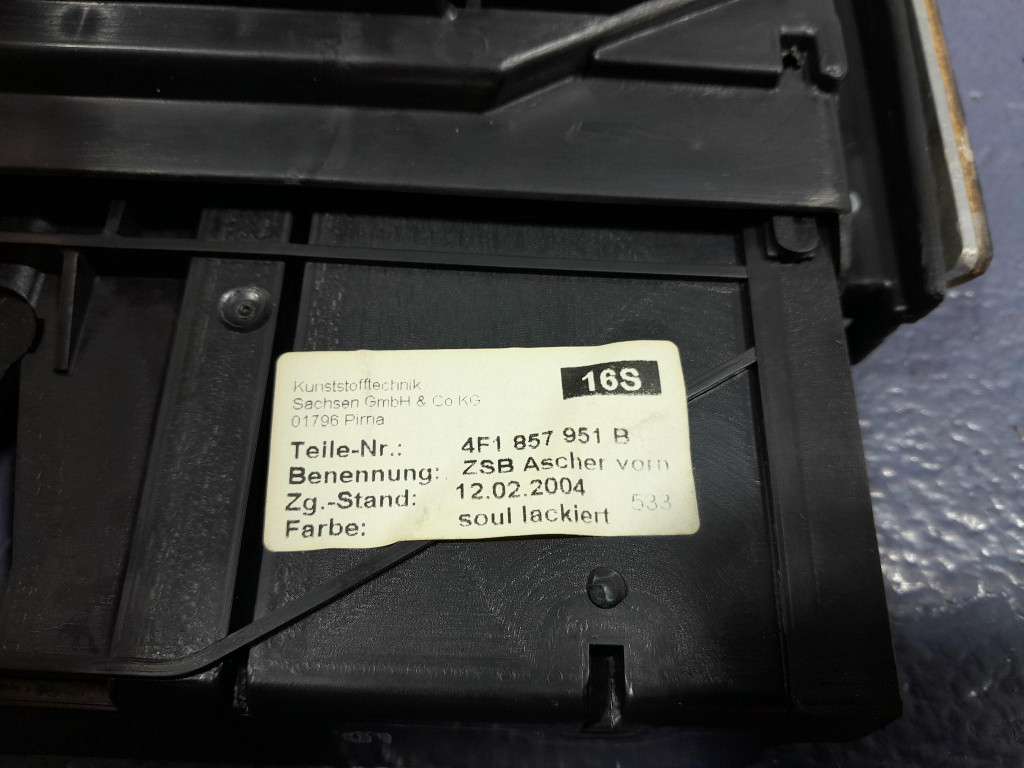 Kunststofftechnik
Sachsen GmbH & Co KG
01796 Pirna
16S
Teile-Nr.: 4F1 857 951 B
Benennung: ZSB Ascher vorn
Zg.-Stand: 12.02.2004
533
Farbe: soul lackiert